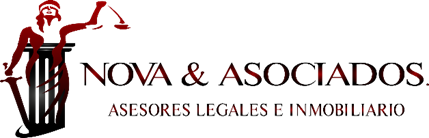 NOVA & ASOCIADOS.
ASESORES LEGALES E INMOBILIARIO